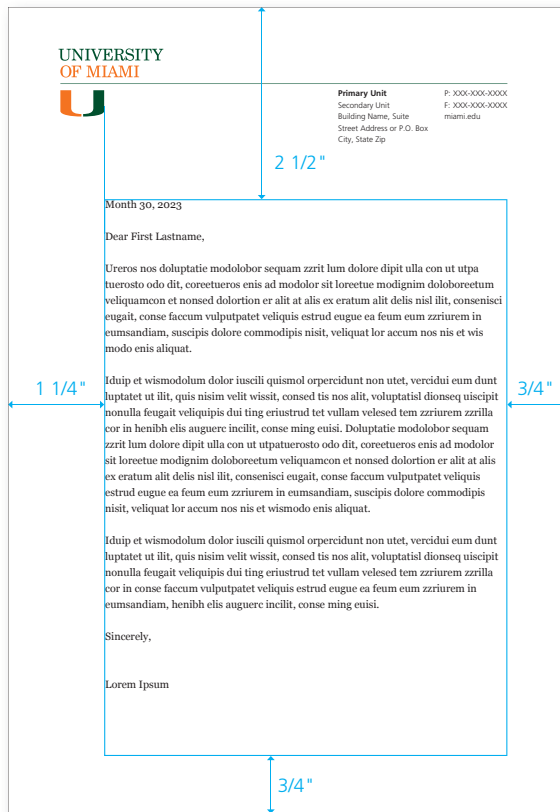 UNIVERSITY
OF MIAMI
Primary Unit
Secondary Unit
Building Name, Suite
Street Address or P.O. Box
City, State Zip
P: XXX-XXX-XXXX
F: XXX-XXX-XXXX
miami.edu
2 1/2"
Month 30, 2023
Dear First Lastname,
Ureros nos doluptatie modolobor sequam zzrit lum dolore dipit ulla con ut utpa
tuerosto odo dit, coreetueros enis ad modolor sit loreetue modignim doloboreetum
veliquamcon et nonsed dolortion er alit at alis ex eratum alit delis nisl ilit, consenisci
eugait, conse faccum vulputpatet veliquis estrud eugue ea feum eum zzriurem in
eumsandiam, suscipis dolore commodipis nisit, veliquat lor accum nos nis et wis
modo enis aliquat.
Iduip et wismodolum dolor iuscili quismol orpercidunt non utet, vercidui eum dunt
luptatet ut ilit, quis nisim velit wissit, consed tis nos alit, voluptatisl dionseq uiscipit
nonulla feugait veliquipis dui ting eriustrud tet vullam velesed tem zzriurem zzrilla
cor in henibh elis auguerc incilit, conse ming euisi. Doluptatie modolobor sequam
zzrit lum dolore dipit ulla con ut utpatuerosto odo dit, coreetueros enis ad modolor
sit loreetue modignim doloboreetum veliquamcon et nonsed dolortion er alit at alis
ex eratum alit delis nisl ilit, consenisci eugait, conse faccum vulputpatet veliquis
estrud eugue ea feum eum zzriurem in eumsandiam, suscipis dolore commodipis
nisit, veliquat lor accum nos nis et wismodo enis aliquat.
Iduip et wismodolum dolor iuscili quismol orpercidunt non utet, vercidui eum dunt
luptatet ut ilit, quis nisim velit wissit, consed tis nos alit, voluptatisl dionseq uiscipit
nonulla feugait veliquipis dui ting eriustrud tet vullam velesed tem zzriurem zzrilla
cor in conse faccum vulputpatet veliquis estrud eugue ea feum eum zzriurem in
eumsandiam, henibh elis auguerc incilit, conse ming euisi.
Sincerely,
Lorem Ipsum
1 1/4"
3/4"
3/4"